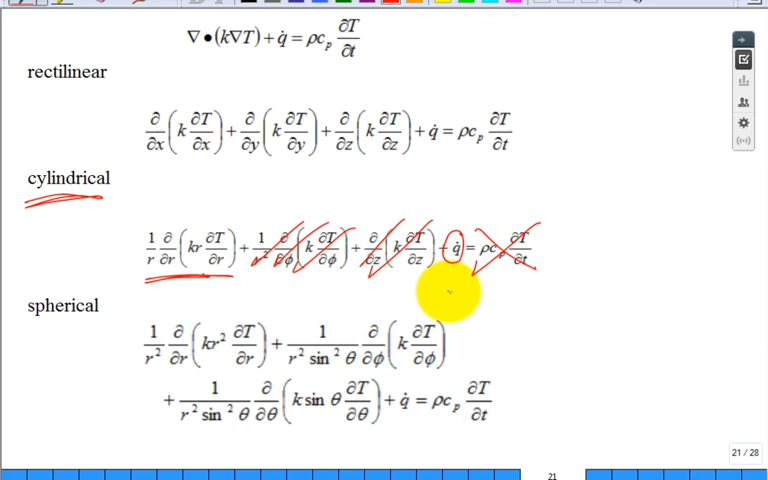 ∇•(k∇T)+q̇ = ρc_p ∂T/∂t
rectilinear
∂/∂x(k ∂T/∂x)+∂/∂y(k ∂T/∂y)+∂/∂z(k ∂T/∂z)+q̇ = ρc_p ∂T/∂t
cylindrical
1/r ∂/∂r(kr ∂T/∂r)+1/r² ∂/∂ϕ(k ∂T/∂ϕ)+∂/∂z(k ∂T/∂z)+q̇ = ρc_p ∂T/∂t
spherical
1/r² ∂/∂r(kr² ∂T/∂r)+1/(r² sin² θ) ∂/∂ϕ(k ∂T/∂ϕ)
+1/(r² sin² θ) ∂/∂θ(k sin θ ∂T/∂θ)+q̇ = ρc_p ∂T/∂t
21 / 28
21